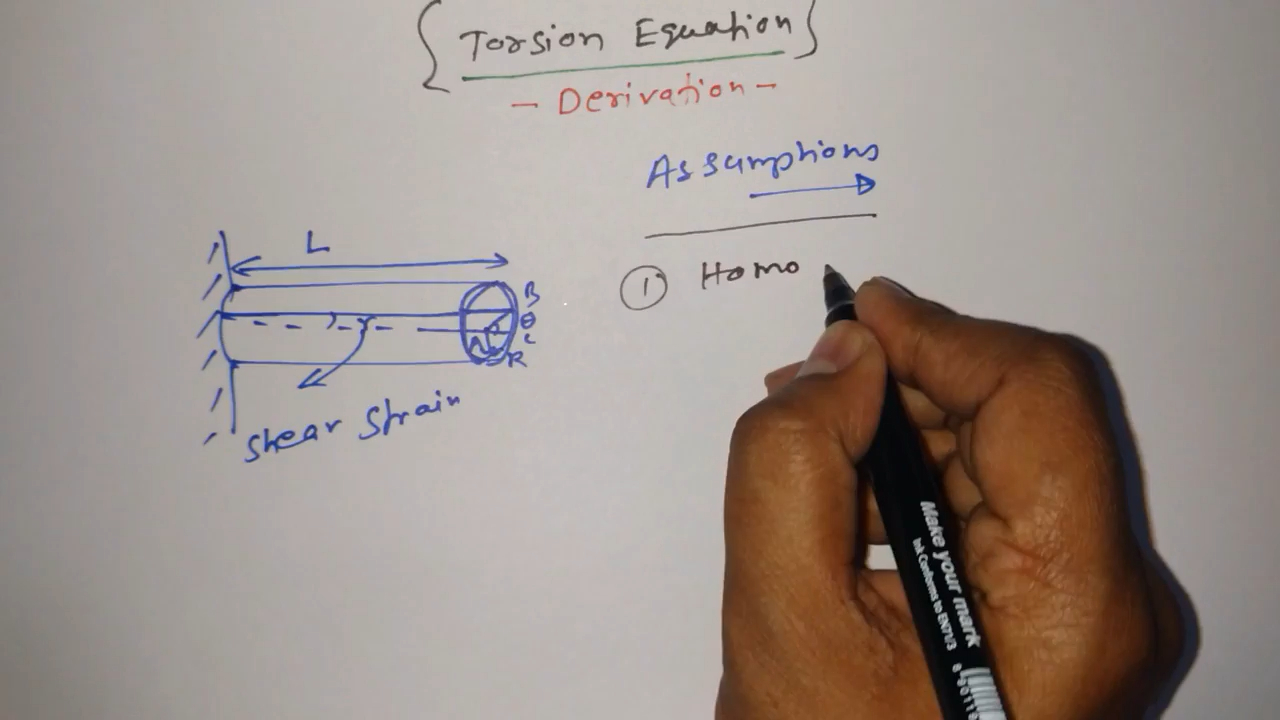 Torsion Equation
- Derivation -
Assumptions
L
① Homo
B
θ
C
R
Shear Strain
Make your mark